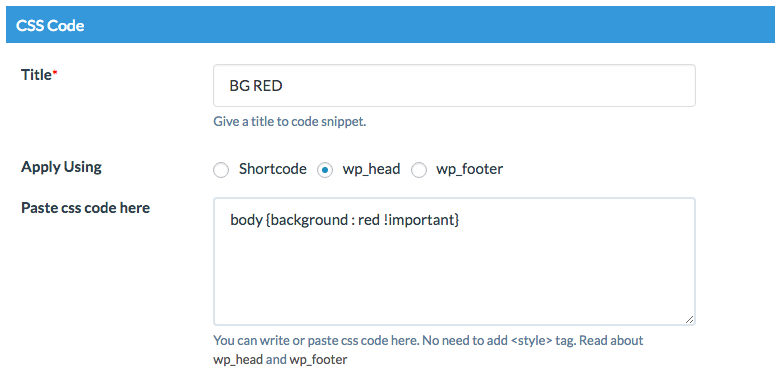 CSS Code
Title*
BG RED
Give a title to code snippet.
Apply Using
Shortcode wp_head wp_footer
Paste css code here
body {background : red !important}
You can write or paste css code here. No need to add <style> tag. Read about
wp_head and wp_footer